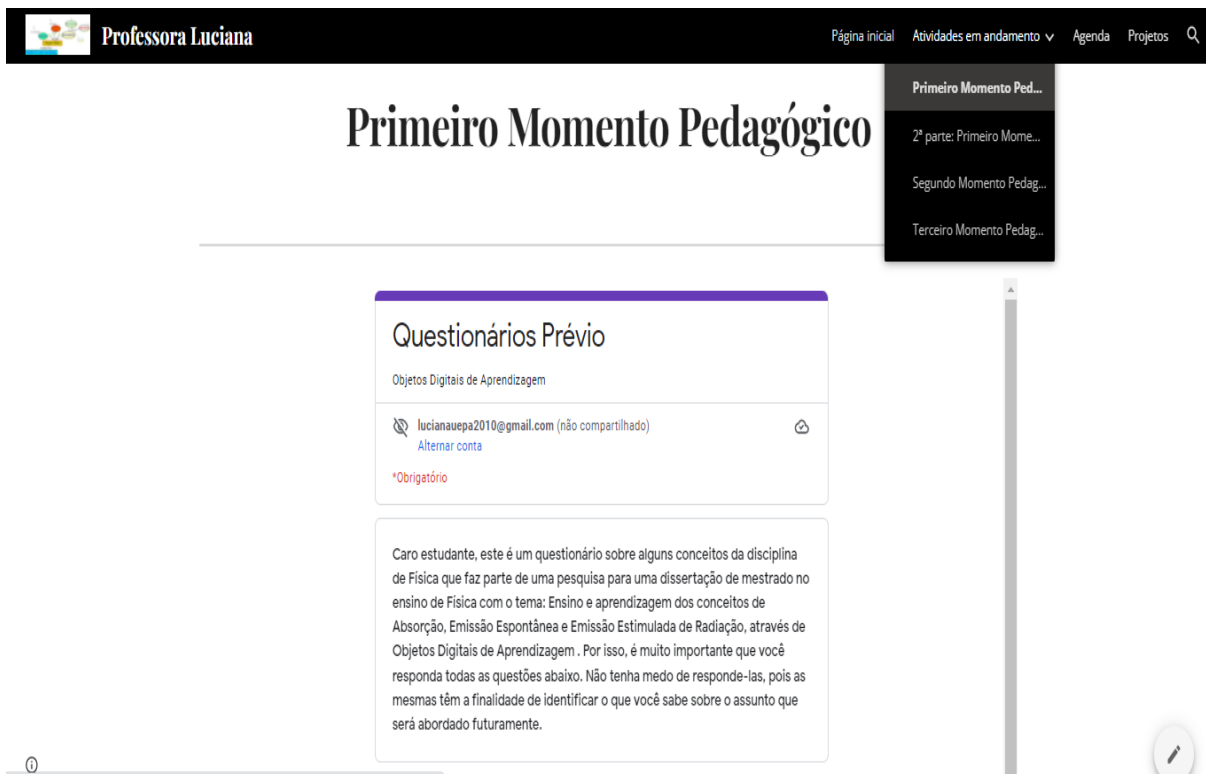 Professora Luciana
Página inicial Atividades em andamento Agenda Projetos
Primeiro Momento Ped...
2ª parte: Primeiro Mome...
Segundo Momento Pedag...
Terceiro Momento Pedag...
Primeiro Momento Pedagógico
Questionários Prévio
Objetos Digitais de Aprendizagem
lucianauepa2010@gmail.com (não compartilhado)
Alternar conta
*Obrigatório
Caro estudante, este é um questionário sobre alguns conceitos da disciplina
de Física que faz parte de uma pesquisa para uma dissertação de mestrado no
ensino de Física com o tema: Ensino e aprendizagem dos conceitos de
Absorção, Emissão Espontânea e Emissão Estimulada de Radiação, através de
Objetos Digitais de Aprendizagem . Por isso, é muito importante que você
responda todas as questões abaixo. Não tenha medo de responde-las, pois as
mesmas têm a finalidade de identificar o que você sabe sobre o assunto que
será abordado futuramente.